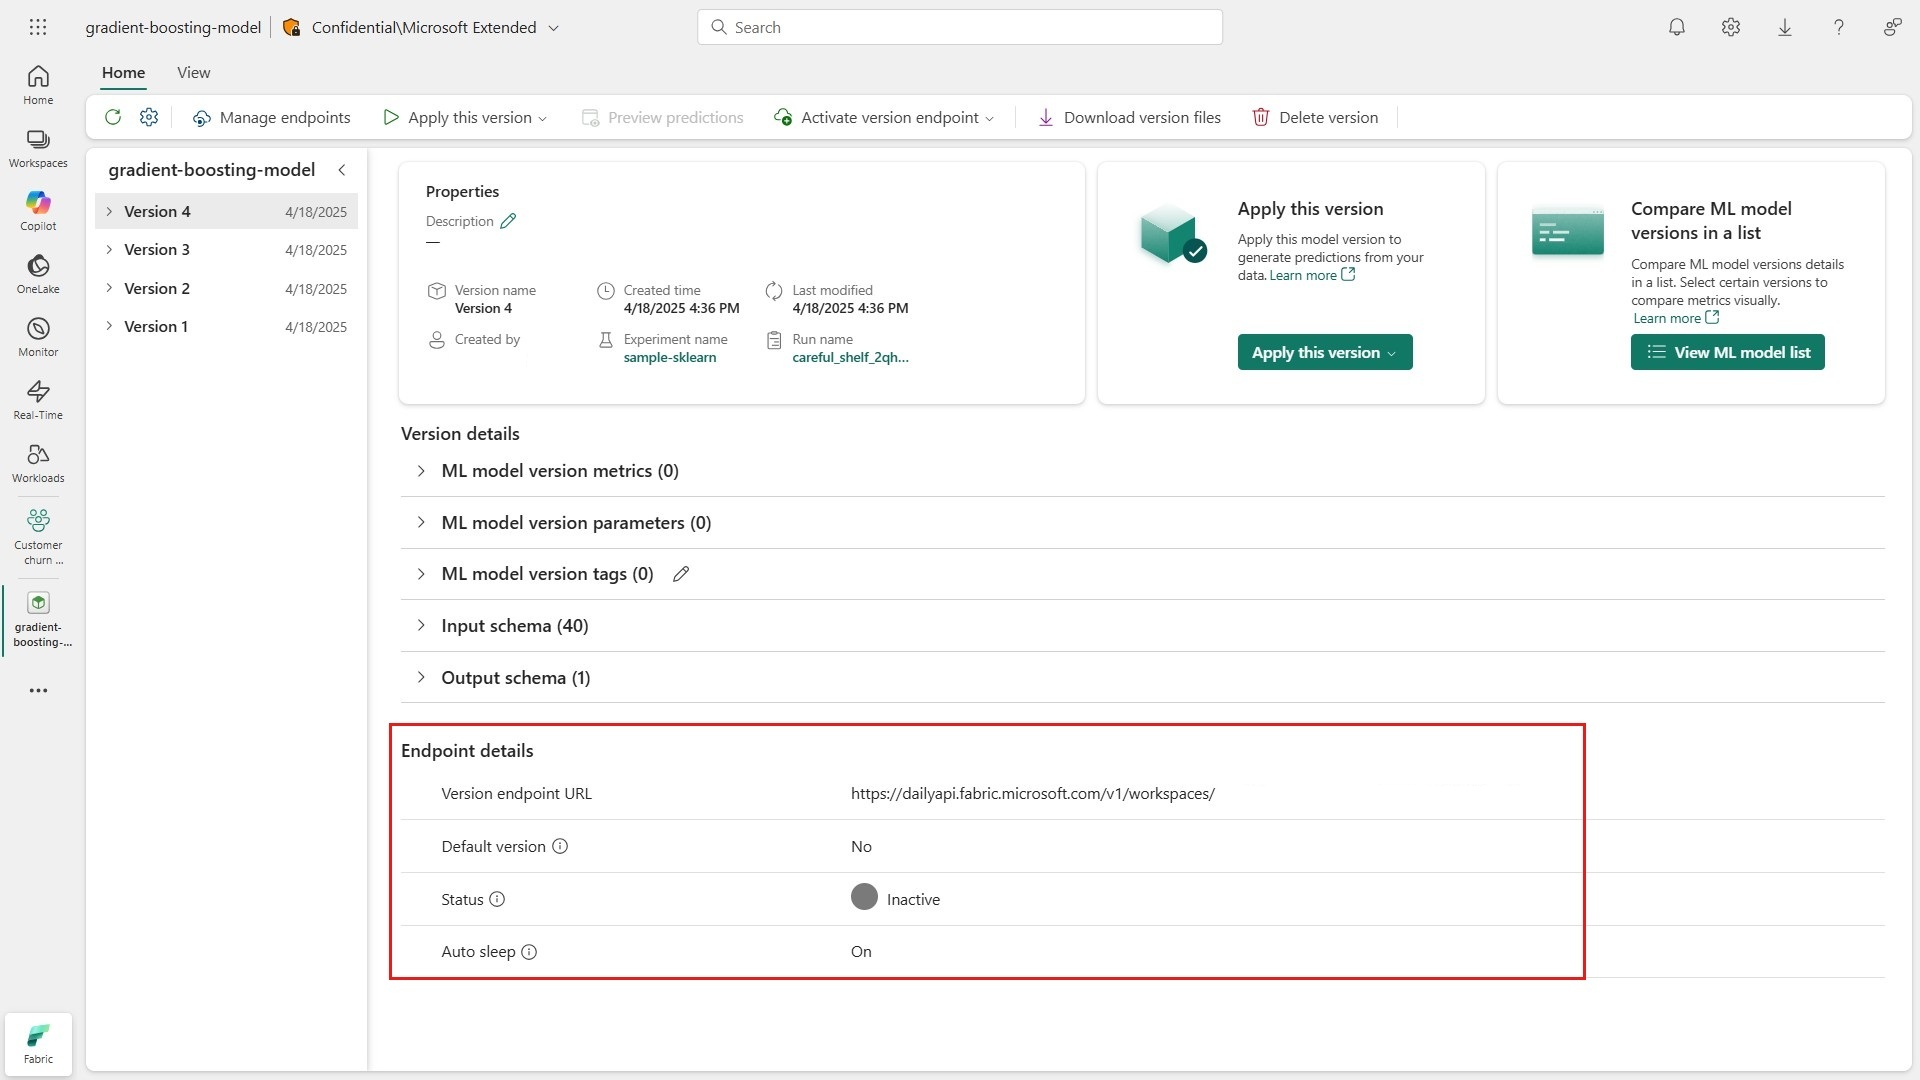 gradient-boosting-model
Confidential\Microsoft Extended
Search
Home
View
Manage endpoints
Apply this version
Preview predictions
Activate version endpoint
Download version files
Delete version
Home
Workspaces
Copilot
OneLake
Monitor
Real-Time
Workloads
Customer
churn ...
gradient-
boosting-...
Fabric
gradient-boosting-model
Version 4 4/18/2025
Version 3 4/18/2025
Version 2 4/18/2025
Version 1 4/18/2025
Properties
Description
—
Version name
Version 4
Created time
4/18/2025 4:36 PM
Last modified
4/18/2025 4:36 PM
Created by
Experiment name
sample-sklearn
Run name
careful_shelf_2qh...
Apply this version
Apply this model version to
generate predictions from your
data. Learn more
Apply this version
Compare ML model
versions in a list
Compare ML model versions details
in a list. Select certain versions to
compare metrics visually.
Learn more
View ML model list
Version details
ML model version metrics (0)
ML model version parameters (0)
ML model version tags (0)
Input schema (40)
Output schema (1)
Endpoint details
Version endpoint URL https://dailyapi.fabric.microsoft.com/v1/workspaces/
Default version No
Status Inactive
Auto sleep On